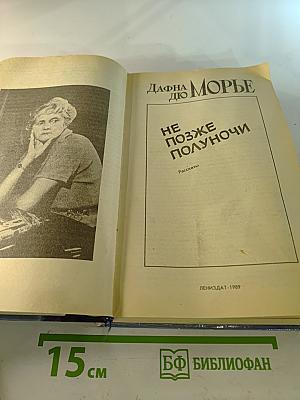 ДАФНА
ДЮ МОРЬЕ
НЕ
ПОЗЖЕ
ПОЛУНОЧИ
Рассказы
ЛЕНИЗДАТ·1989
15 см
БФ БИБЛИОФАН